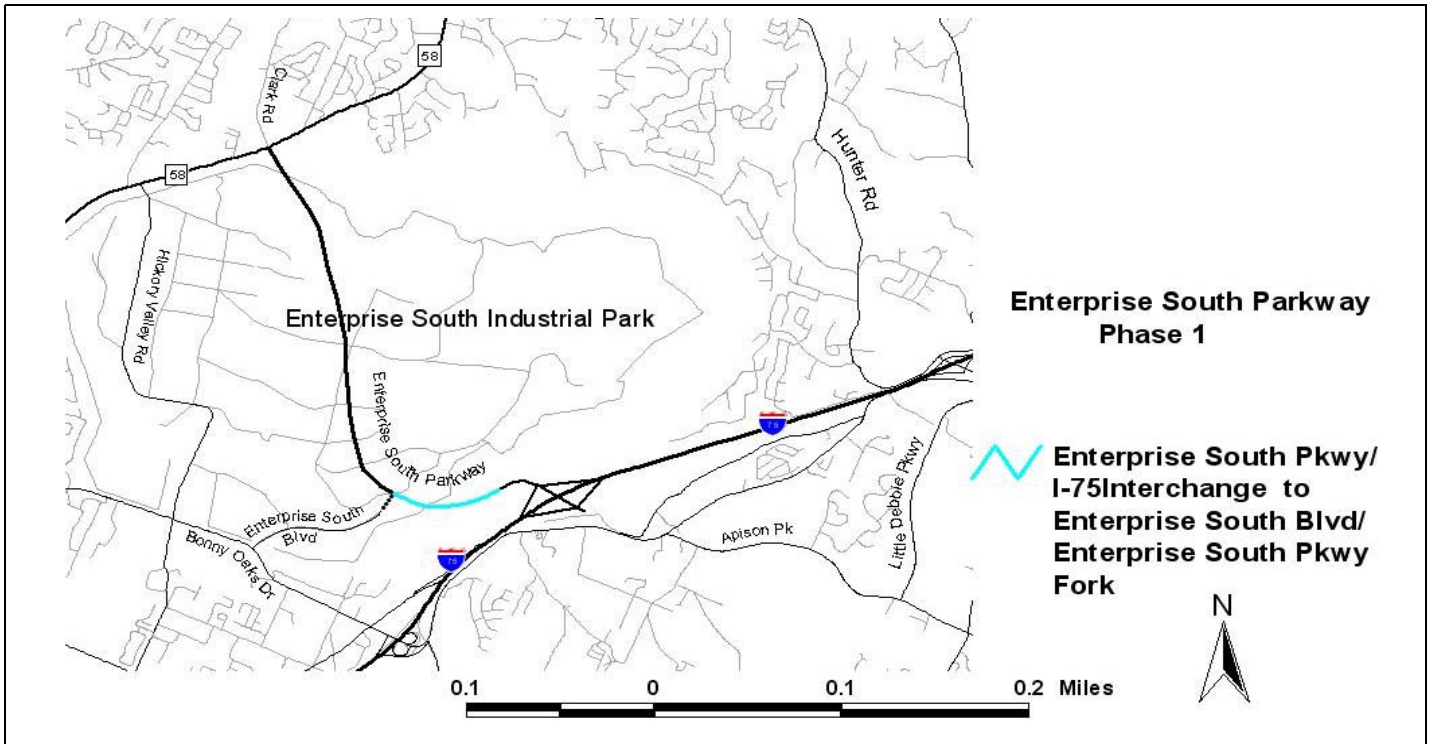 58
Clark Rd
58
Hunter Rd
Hickory Valley Rd
Enterprise South Industrial Park
Enterprise South Parkway
Phase 1
Enterprise South Parkway
75
Little Debbie Pkwy
Enterprise South Pkwy/
I-75Interchange to
Enterprise South Blvd/
Enterprise South Pkwy
Fork
Enterprise South
Blvd
Bonny Oaks Dr
Apison Pk
75
N
0.1 0 0.1 0.2 Miles